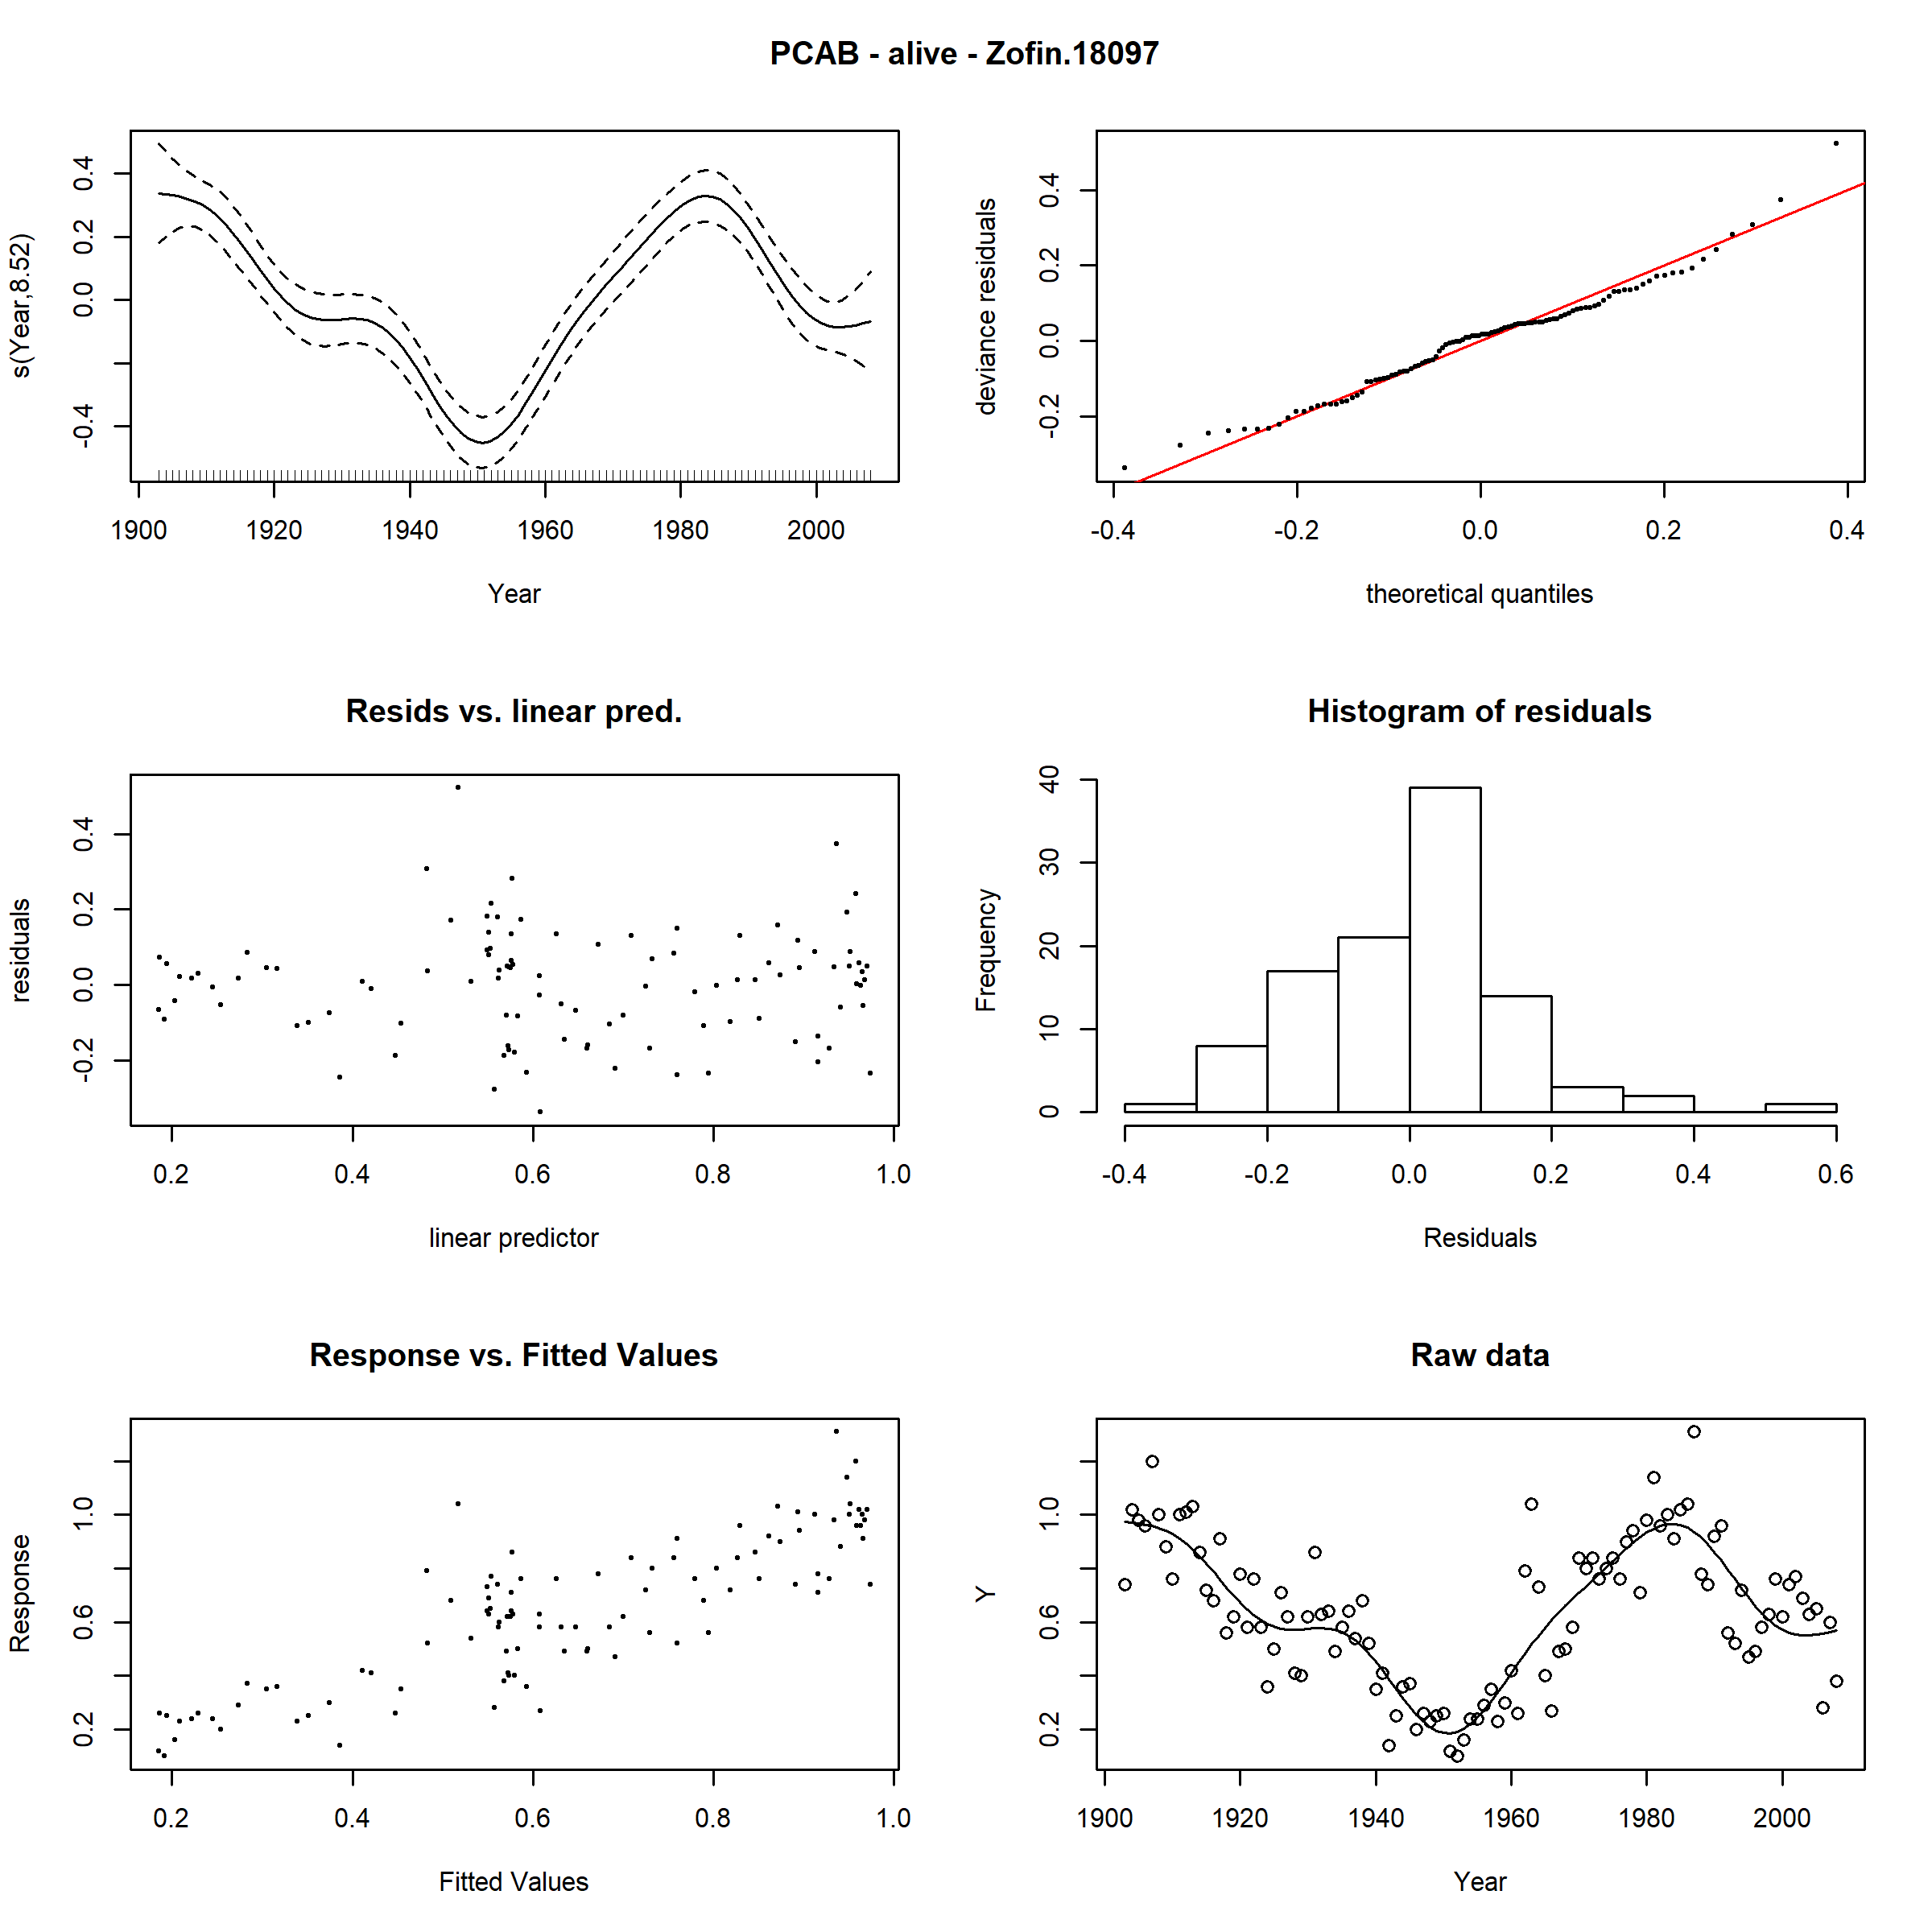 PCAB - alive - Zofin.18097
s(Year,8.52)
-0.4 0.0 0.2 0.4
1900 1920 1940 1960 1980 2000
Year
deviance residuals
-0.2 0.0 0.2 0.4
-0.4 -0.2 0.0 0.2 0.4
theoretical quantiles
Resids vs. linear pred.
residuals
-0.2 0.0 0.2 0.4
0.2 0.4 0.6 0.8 1.0
linear predictor
Histogram of residuals
Frequency
0 10 20 30 40
-0.4 -0.2 0.0 0.2 0.4 0.6
Residuals
Response vs. Fitted Values
Response
0.2 0.6 1.0
0.2 0.4 0.6 0.8 1.0
Fitted Values
Raw data
Y
0.2 0.6 1.0
1900 1920 1940 1960 1980 2000
Year